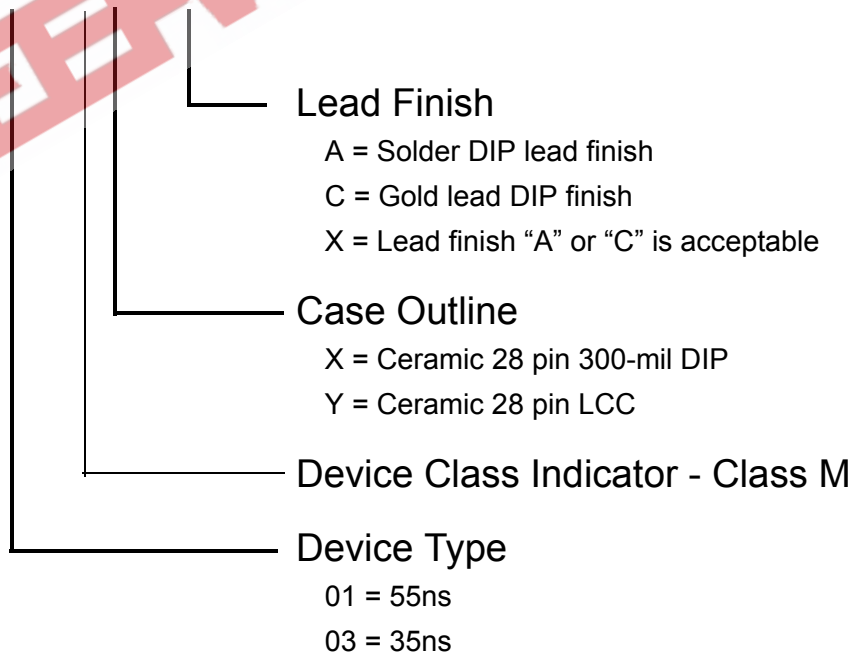 Lead Finish
A = Solder DIP lead finish
C = Gold lead DIP finish
X = Lead finish “A” or “C” is acceptable
Case Outline
X = Ceramic 28 pin 300-mil DIP
Y = Ceramic 28 pin LCC
Device Class Indicator - Class M
Device Type
01 = 55ns
03 = 35ns